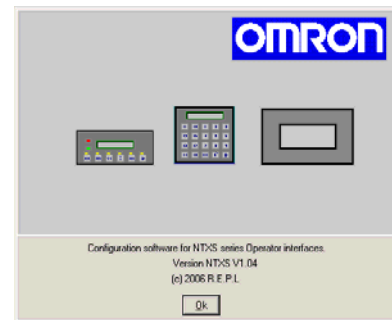 OMRON
Configuration software for NTXS series Operator interfaces.
Version NTXS V1.04
(c) 2006 R.E.P.L
Ok